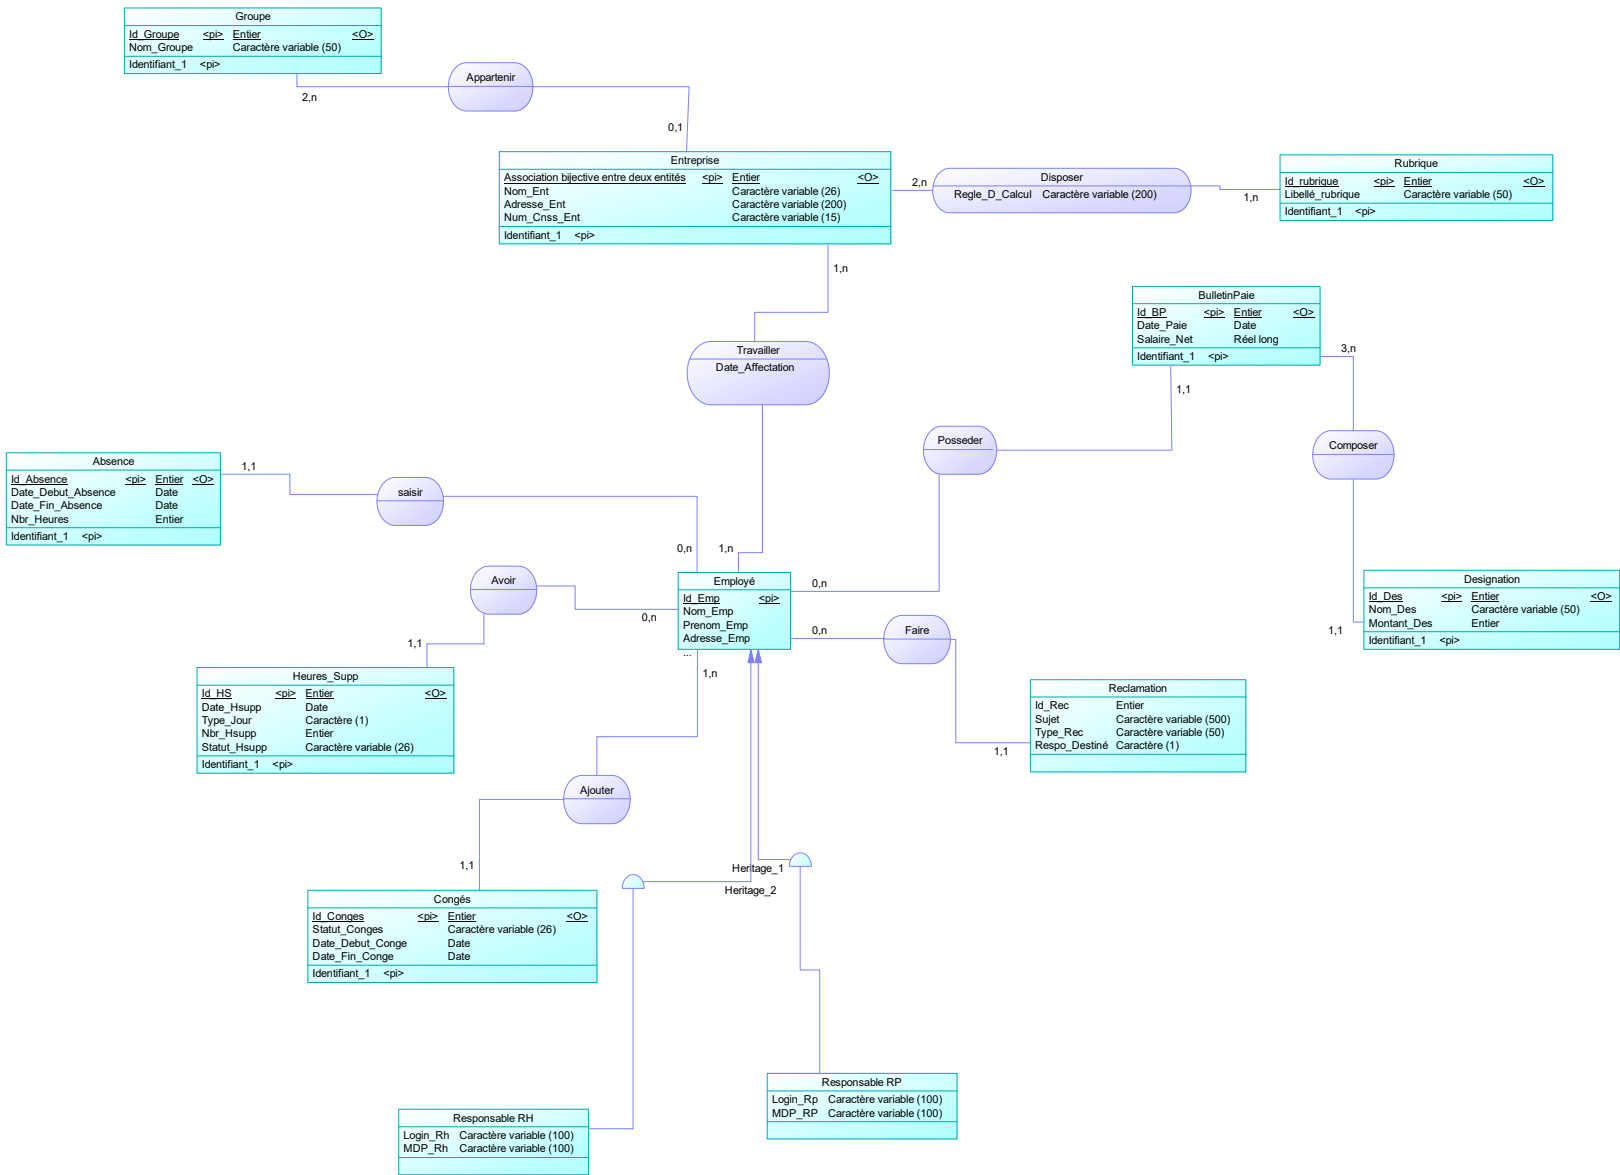 Groupe
Id_Groupe <pi> Entier <O>
Nom_Groupe Caractère variable (50)
Identifiant_1 <pi>
Appartenir
2,n
0,1
Entreprise
Association bijective entre deux entités <pi> Entier <O>
Nom_Ent Caractère variable (26)
Adresse_Ent Caractère variable (200)
Num_Cnss_Ent Caractère variable (15)
Identifiant_1 <pi>
2,n
Disposer
Regle_D_Calcul Caractère variable (200)
1,n
Rubrique
Id_rubrique <pi> Entier <O>
Libellé_rubrique Caractère variable (50)
Identifiant_1 <pi>
1,n
Travailler
Date_Affectation
1,n
BulletinPaie
Id_BP <pi> Entier <O>
Date_Paie Date
Salaire_Net Réel long
Identifiant_1 <pi>
3,n
1,1
Posseder
0,n
Composer
1,1
Designation
Id_Des <pi> Entier <O>
Nom_Des Caractère variable (50)
Montant_Des Entier
Identifiant_1 <pi>
Absence
Id_Absence <pi> Entier <O>
Date_Debut_Absence Date
Date_Fin_Absence Date
Nbr_Heures Entier
Identifiant_1 <pi>
1,1
saisir
0,n
Employé
Id_Emp <pi>
Nom_Emp
Prenom_Emp
Adresse_Emp
...
Avoir
0,n
1,1
Heures_Supp
Id_HS <pi> Entier <O>
Date_Hsupp Date
Type_Jour Caractère (1)
Nbr_Hsupp Entier
Statut_Hsupp Caractère variable (26)
Identifiant_1 <pi>
0,n
Faire
1,1
Reclamation
Id_Rec Entier
Sujet Caractère variable (500)
Type_Rec Caractère variable (50)
Respo_Destiné Caractère (1)
1,n
Ajouter
1,1
Congés
Id_Conges <pi> Entier <O>
Statut_Conges Caractère variable (26)
Date_Debut_Conge Date
Date_Fin_Conge Date
Identifiant_1 <pi>
Heritage_1
Heritage_2
Responsable RP
Login_Rp Caractère variable (100)
MDP_RP Caractère variable (100)
Responsable RH
Login_Rh Caractère variable (100)
MDP_Rh Caractère variable (100)